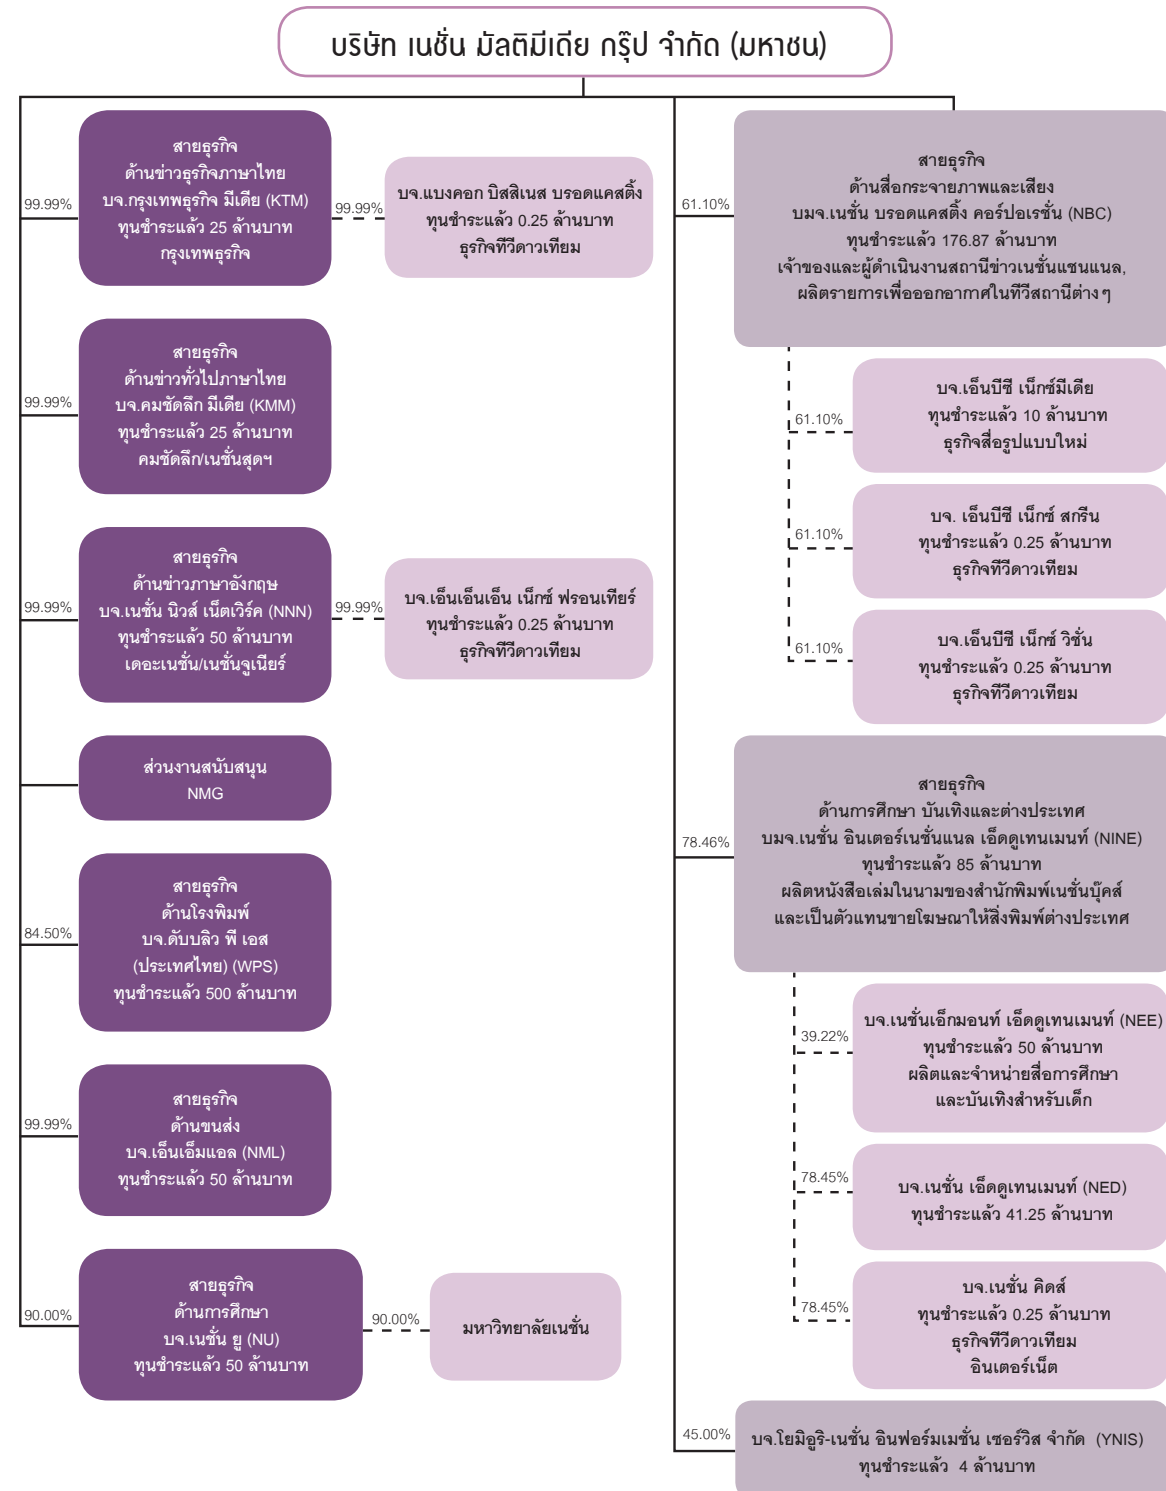 บริษัท เนชั่น มัลติมีเดีย กรุ๊ป จำกัด (มหาชน)
99.99%
สายธุรกิจ
ด้านข่าวธุรกิจภาษาไทย
บจ.กรุงเทพธุรกิจ มีเดีย (KTM)
ทุนชำระแล้ว 25 ล้านบาท
กรุงเทพธุรกิจ
99.99%
บจ.แบงคอก บิสสิเนส บรอดแคสติ้ง
ทุนชำระแล้ว 0.25 ล้านบาท
ธุรกิจทีวีดาวเทียม
99.99%
สายธุรกิจ
ด้านข่าวทั่วไปภาษาไทย
บจ.คมชัดลึก มีเดีย (KMM)
ทุนชำระแล้ว 25 ล้านบาท
คมชัดลึก/เนชั่นสุดฯ
99.99%
สายธุรกิจ
ด้านข่าวภาษาอังกฤษ
บจ.เนชั่น นิวส์ เน็ตเวิร์ค (NNN)
ทุนชำระแล้ว 50 ล้านบาท
เดอะเนชั่น/เนชั่นจูเนียร์
99.99%
บจ.เอ็นเอ็นเอ็น เน็กซ์ ฟรอนเทียร์
ทุนชำระแล้ว 0.25 ล้านบาท
ธุรกิจทีวีดาวเทียม
ส่วนงานสนับสนุน
NMG
84.50%
สายธุรกิจ
ด้านโรงพิมพ์
บจ.ดับบลิว พี เอส
(ประเทศไทย) (WPS)
ทุนชำระแล้ว 500 ล้านบาท
99.99%
สายธุรกิจ
ด้านขนส่ง
บจ.เอ็นเอ็มแอล (NML)
ทุนชำระแล้ว 50 ล้านบาท
90.00%
สายธุรกิจ
ด้านการศึกษา
บจ.เนชั่น ยู (NU)
ทุนชำระแล้ว 50 ล้านบาท
90.00%
มหาวิทยาลัยเนชั่น
61.10%
สายธุรกิจ
ด้านสื่อกระจายภาพและเสียง
บมจ.เนชั่น บรอดแคสติ้ง คอร์ปอเรชั่น (NBC)
ทุนชำระแล้ว 176.87 ล้านบาท
เจ้าของและผู้ดำเนินงานสถานีข่าวเนชั่นแชนแนล,
ผลิตรายการเพื่อออกอากาศในทีวีสถานีต่างๆ
61.10%
บจ.เอ็นบีซี เน็กซ์มีเดีย
ทุนชำระแล้ว 10 ล้านบาท
ธุรกิจสื่อรูปแบบใหม่
61.10%
บจ. เอ็นบีซี เน็กซ์ สกรีน
ทุนชำระแล้ว 0.25 ล้านบาท
ธุรกิจทีวีดาวเทียม
61.10%
บจ.เอ็นบีซี เน็กซ์ วิชั่น
ทุนชำระแล้ว 0.25 ล้านบาท
ธุรกิจทีวีดาวเทียม
78.46%
สายธุรกิจ
ด้านการศึกษา บันเทิงและต่างประเทศ
บมจ.เนชั่น อินเตอร์เนชั่นแนล เอ็ดดูเทนเมนท์ (NINE)
ทุนชำระแล้ว 85 ล้านบาท
ผลิตหนังสือเล่มในนามของสำนักพิมพ์เนชั่นบุ๊คส์
และเป็นตัวแทนขายโฆษณาให้สิ่งพิมพ์ต่างประเทศ
39.22%
บจ.เนชั่นเอ็กมอนท์ เอ็ดดูเทนเมนท์ (NEE)
ทุนชำระแล้ว 50 ล้านบาท
ผลิตและจำหน่ายสื่อการศึกษา
และบันเทิงสำหรับเด็ก
78.45%
บจ.เนชั่น เอ็ดดูเทนเมนท์ (NED)
ทุนชำระแล้ว 41.25 ล้านบาท
78.45%
บจ.เนชั่น คิดส์
ทุนชำระแล้ว 0.25 ล้านบาท
ธุรกิจทีวีดาวเทียม
อินเตอร์เน็ต
45.00%
บจ.โยมิอูริ-เนชั่น อินฟอร์มเมชั่น เซอร์วิส จำกัด (YNIS)
ทุนชำระแล้ว 4 ล้านบาท